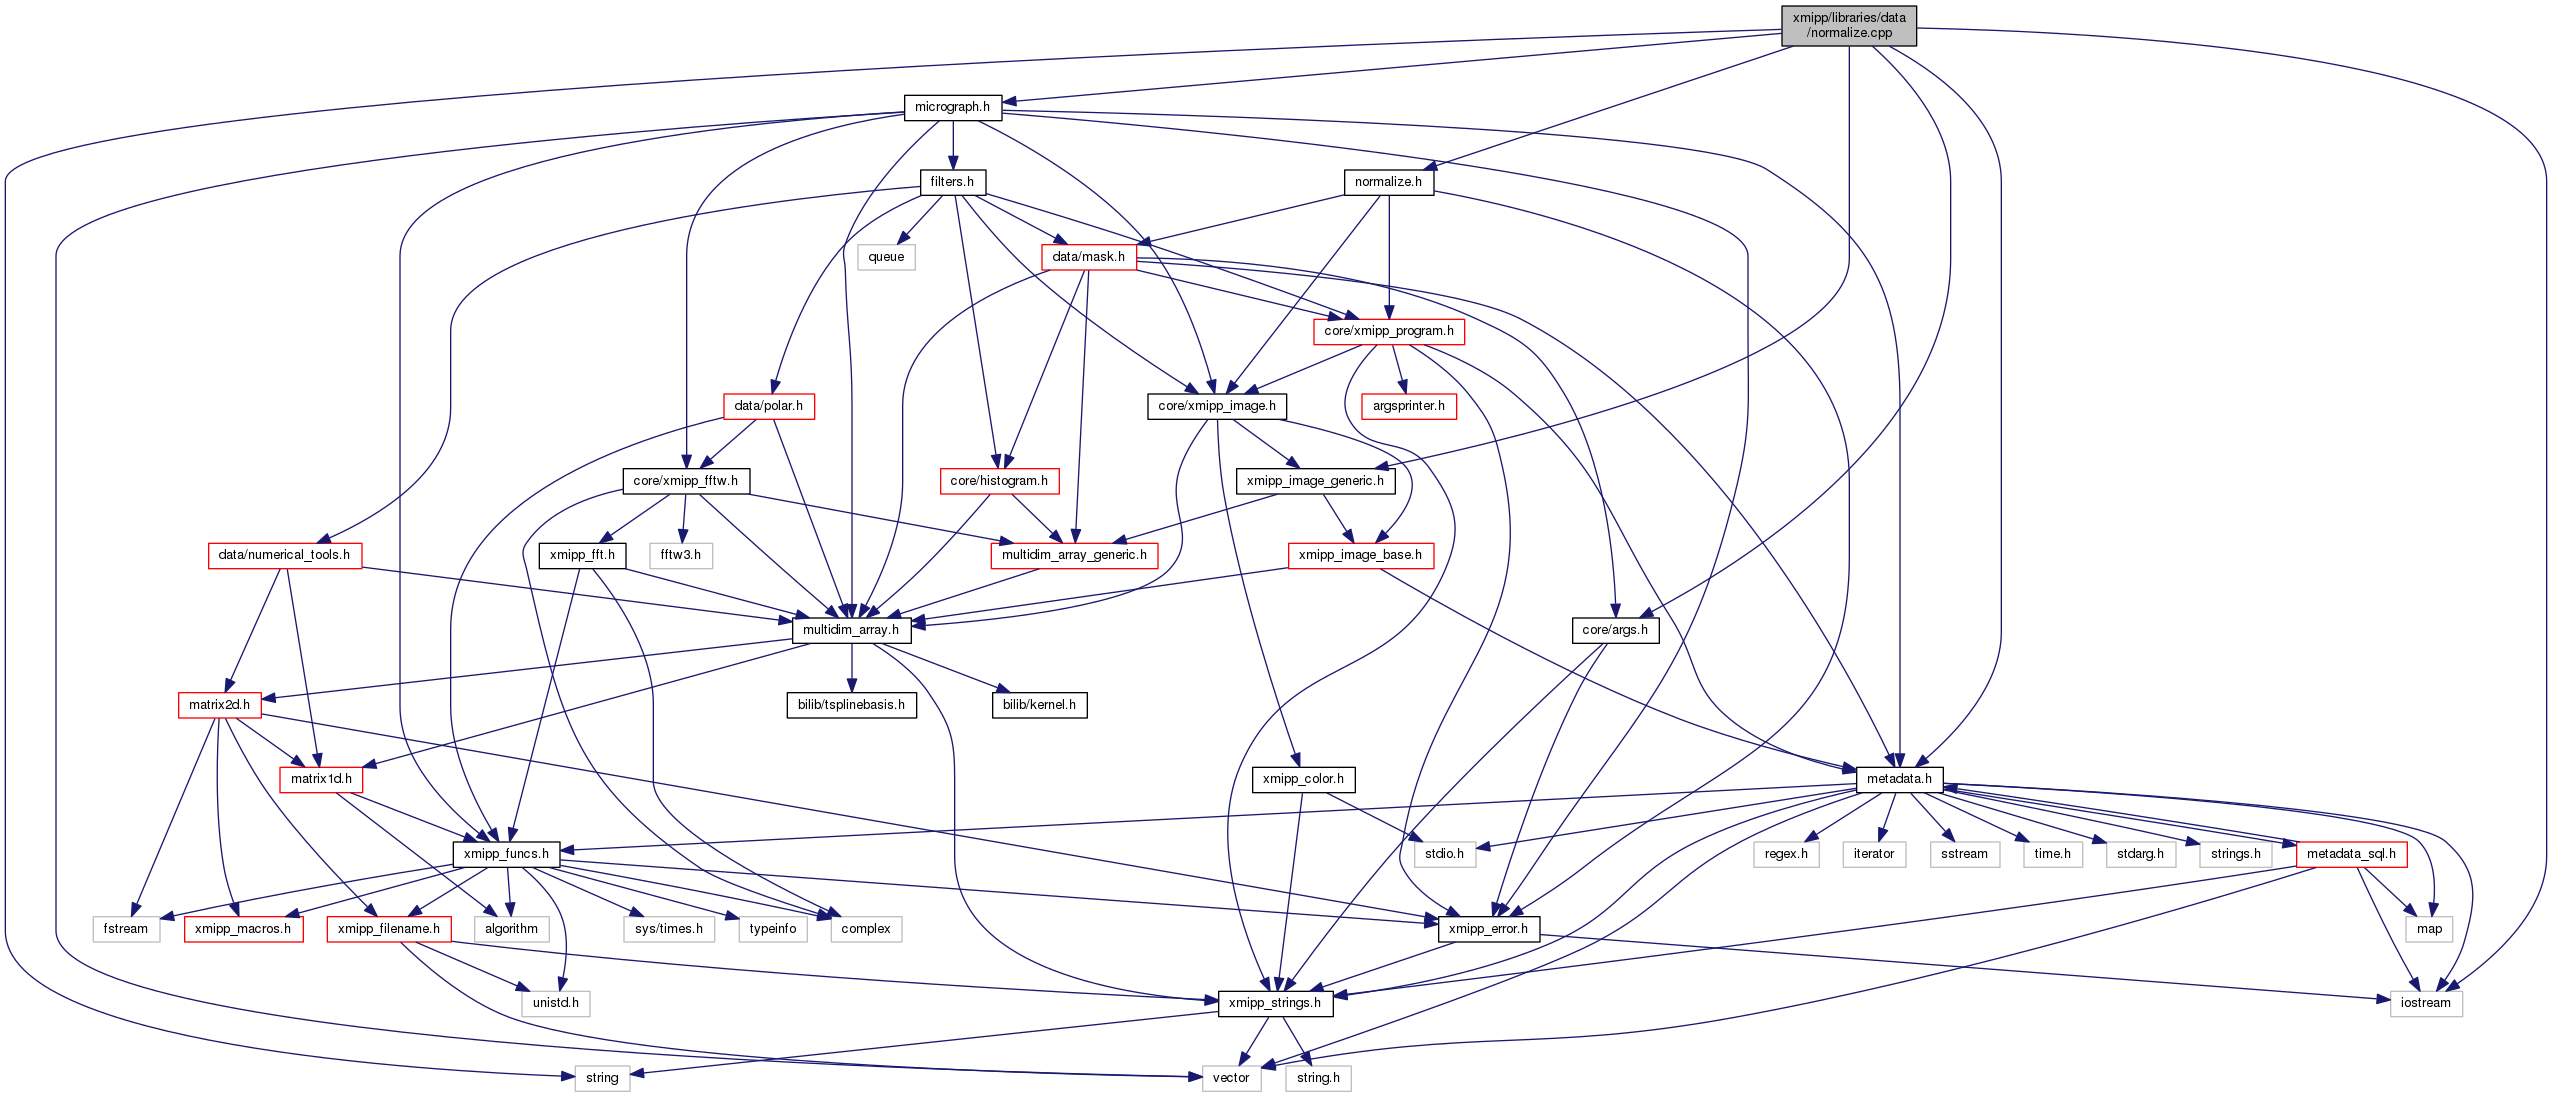 xmipp/libraries/data
/normalize.cpp
micrograph.h
filters.h
normalize.h
queue
data/mask.h
core/xmipp_program.h
data/polar.h
core/xmipp_image.h
argsprinter.h
core/xmipp_fftw.h
core/histogram.h
xmipp_image_generic.h
data/numerical_tools.h
xmipp_fft.h
fftw3.h
multidim_array_generic.h
xmipp_image_base.h
multidim_array.h
core/args.h
matrix2d.h
bilib/tsplinebasis.h
bilib/kernel.h
matrix1d.h
xmipp_color.h
metadata.h
xmipp_funcs.h
stdio.h
regex.h
iterator
sstream
time.h
stdarg.h
strings.h
metadata_sql.h
fstream
xmipp_macros.h
xmipp_filename.h
algorithm
sys/times.h
typeinfo
complex
xmipp_error.h
map
unistd.h
xmipp_strings.h
iostream
string
vector
string.h